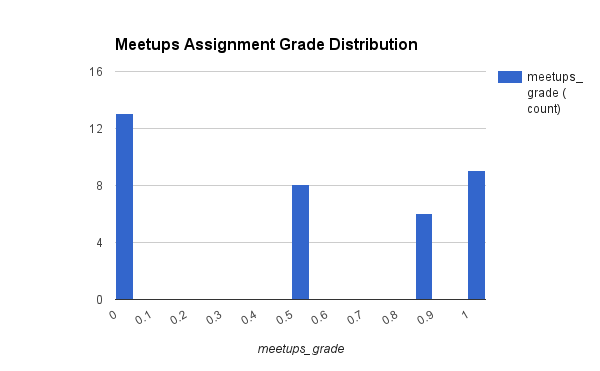 Meetups Assignment Grade Distribution
16
12
8
4
0
meetups_
grade (
count)
0 0.1 0.2 0.3 0.4 0.5 0.6 0.7 0.8 0.9 1
meetups_grade